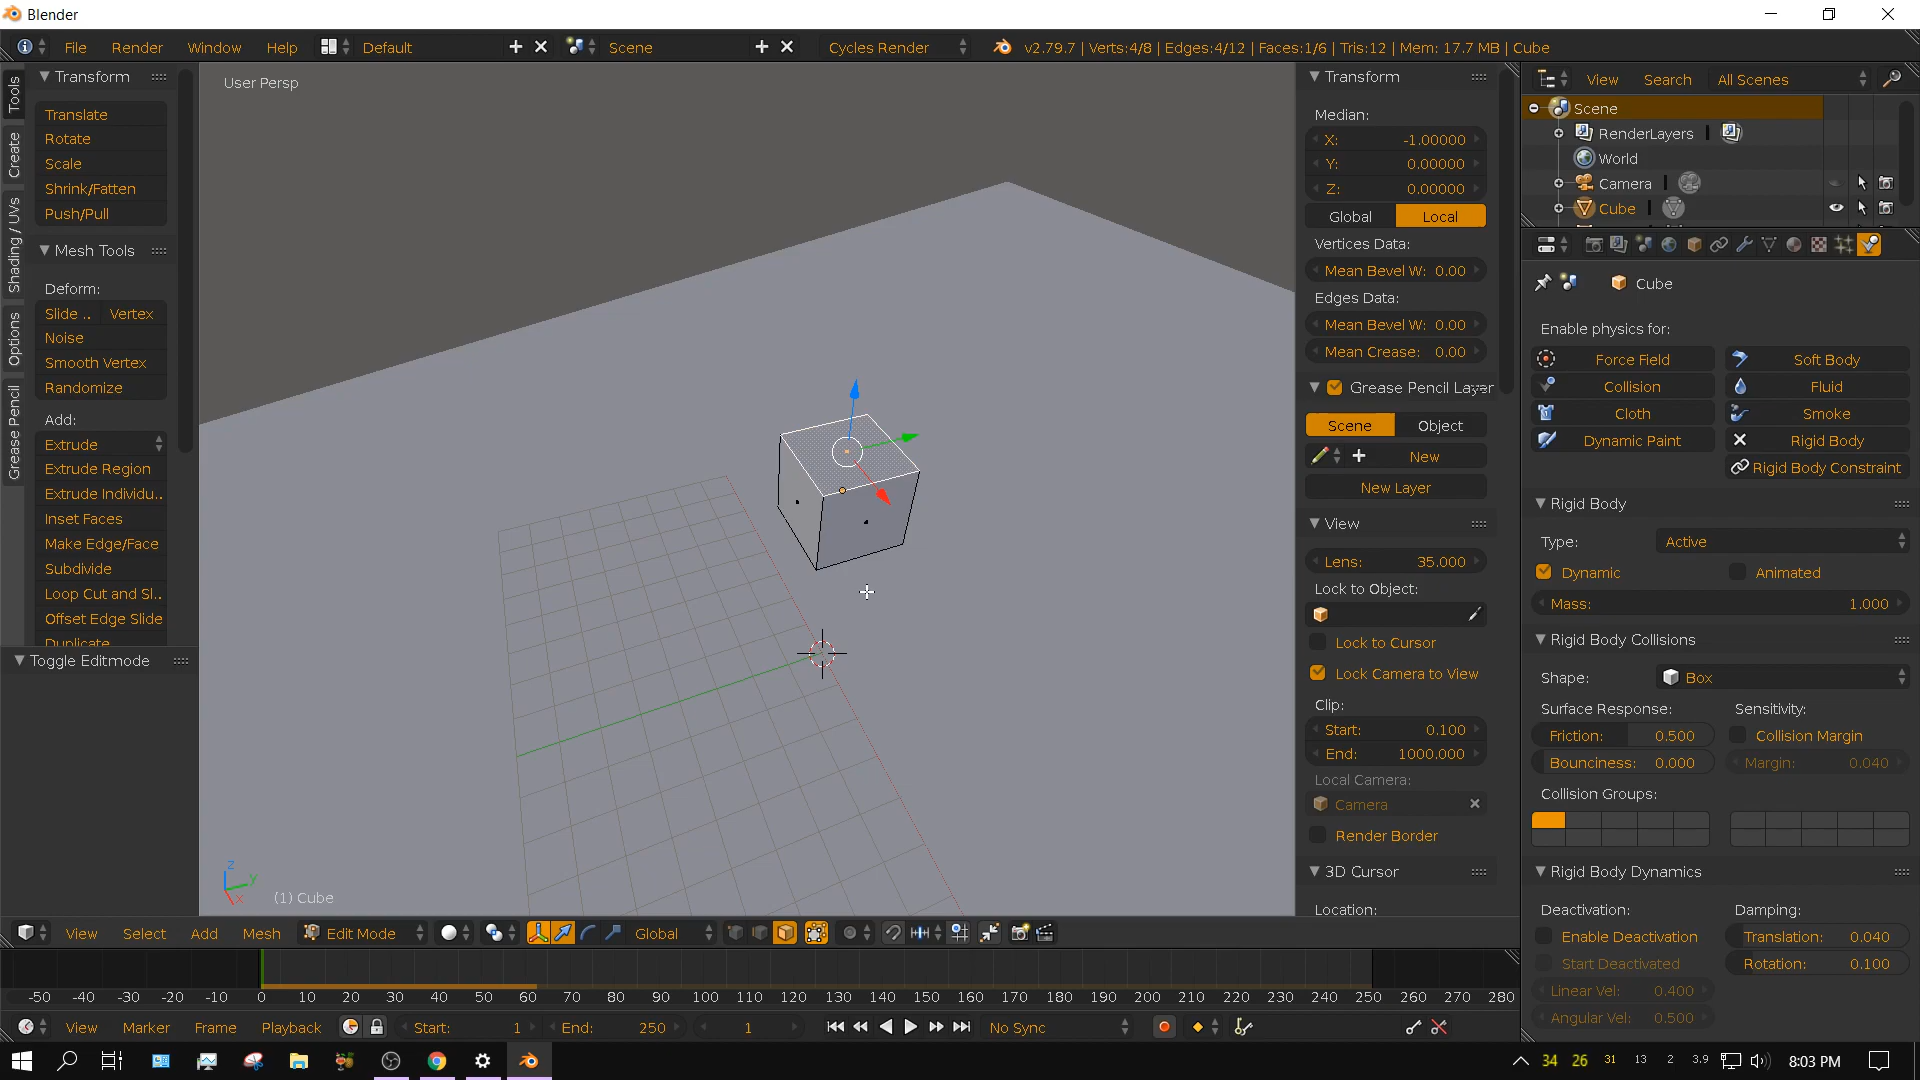 Blender
File Render Window Help Default Scene Cycles Render v2.79.7 | Verts:4/8 | Edges:4/12 | Faces:1/6 | Tris:12 | Mem: 17.7 MB | Cube
Tools
Create
Shading / UVs
Options
Grease Pencil
Transform
Translate
Rotate
Scale
Shrink/Fatten
Push/Pull
Mesh Tools
Deform:
Slide .. Vertex
Noise
Smooth Vertex
Randomize
Add:
Extrude
Extrude Region
Extrude Individu..
Inset Faces
Make Edge/Face
Subdivide
Loop Cut and Sl..
Offset Edge Slide
Duplicate
Toggle Editmode
User Persp
z
y
x
(1) Cube
Transform
Median:
X: -1.00000
Y: 0.00000
Z: 0.00000
Global Local
Vertices Data:
Mean Bevel W: 0.00
Edges Data:
Mean Bevel W: 0.00
Mean Crease: 0.00
Grease Pencil Layer
Scene Object
New
New Layer
View
Lens: 35.000
Lock to Object:
Lock to Cursor
Lock Camera to View
Clip:
Start: 0.100
End: 1000.000
Local Camera:
Camera
Render Border
3D Cursor
Location:
View Search All Scenes
Scene
RenderLayers
World
Camera
Cube
Cube
Enable physics for:
Force Field Soft Body
Collision Fluid
Cloth Smoke
Dynamic Paint Rigid Body
Rigid Body Constraint
Rigid Body
Type: Active
Dynamic Animated
Mass: 1.000
Rigid Body Collisions
Shape: Box
Surface Response: Sensitivity:
Friction: 0.500 Collision Margin
Bounciness: 0.000 Margin: 0.040
Collision Groups:
Rigid Body Dynamics
Deactivation: Damping:
Enable Deactivation Translation: 0.040
Start Deactivated Rotation: 0.100
Linear Vel: 0.400
Angular Vel: 0.500
View Select Add Mesh Edit Mode Global
-50 -40 -30 -20 -10 0 10 20 30 40 50 60 70 80 90 100 110 120 130 140 150 160 170 180 190 200 210 220 230 240 250 260 270 280
View Marker Frame Playback Start: 1 End: 250 1 No Sync
34 26 31 13 2 3.9 8:03 PM